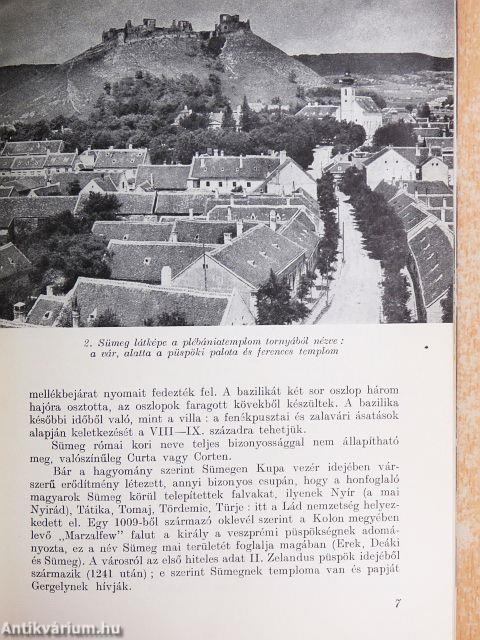 2. Sümeg látképe a plébániatemplom tornyából nézve :
a vár, alatta a püspöki palota és ferences templom
mellékbejárat nyomait fedezték fel. A bazilikát két sor oszlop három
hajóra osztotta, az oszlopok faragott kövekből készültek. A bazilika
későbbi időből való, mint a villa : a fenékpusztai és zalavári ásatások
alapján keletkezését a VIII—IX. századra tehetjük.
Sümeg római kori neve teljes bizonyossággal nem állapítható
meg, valószínűleg Curta vagy Corten.
Bár a hagyomány szerint Sümegen Kupa vezér idejében vár-
szerű erődítmény létezett, annyi bizonyos csupán, hogy a honfoglaló
magyarok Sümeg körül telepítettek falvakat, ilyenek Nyír (a mai
Nyirád), Tátika, Tomaj, Tördemic, Türje : itt a Lád nemzetség helyez-
kedett el. Egy 1009-ből származó oklevél szerint a Kolon megyében
levő „Marzalfew” falut a király a veszprémi püspökségnek adomá-
nyozta, ez a név Sümeg mai területét foglalja magában (Erek, Deáki
és Sümeg). A városról az első hiteles adat II. Zelandus püspök idejéből
származik (1241 után) ; e szerint Sümegnek temploma van és papját
Gergelynek hívják.
7
Antikvárium.hu